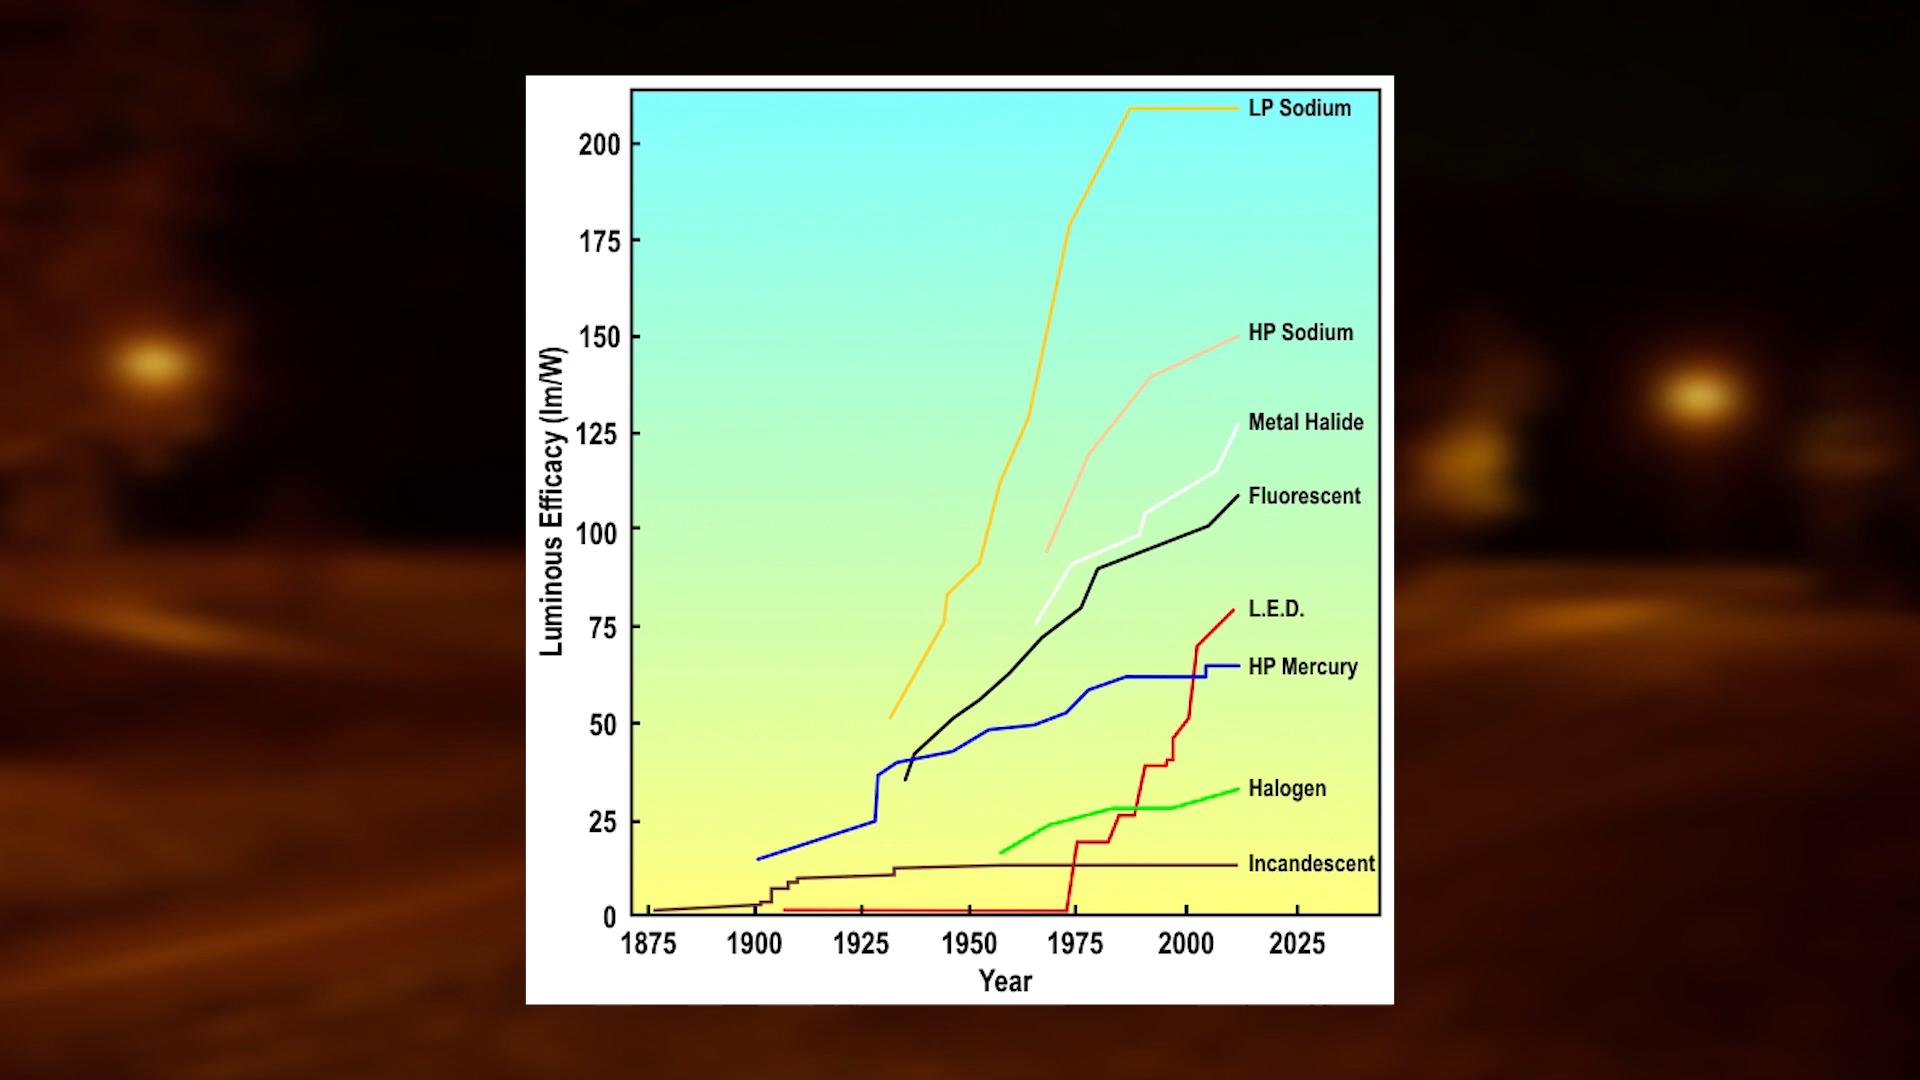 LP Sodium
200
175
150
HP Sodium
Metal Halide
125
Fluorescent
100
Luminous Efficacy (lm/W)
75
L.E.D.
HP Mercury
50
Halogen
25
Incandescent
0
1875 1900 1925 1950 1975 2000 2025
Year